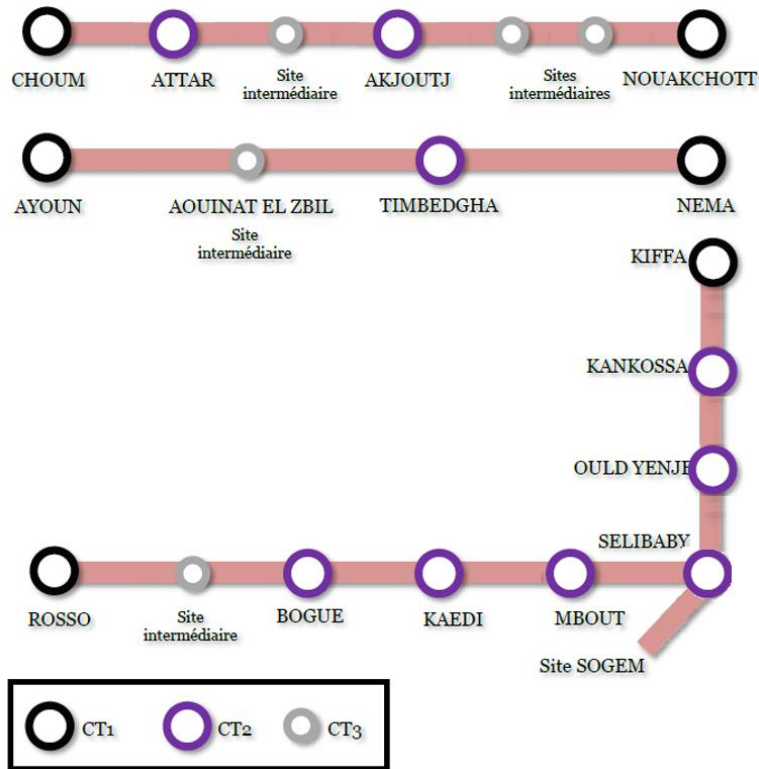 CHOUM
ATTAR
Site
intermédiaire
AKJOUTJ
Sites
intermédiaires
NOUAKCHOTT
AYOUN
AOUINAT EL ZBIL
Site
intermédiaire
TIMBEDGHA
NEMA
KIFFA
KANKOSSA
OULD YENJE
SELIBABY
ROSSO
Site
intermédiaire
BOGUE
KAEDI
MBOUT
Site SOGEM
CT1
CT2
CT3